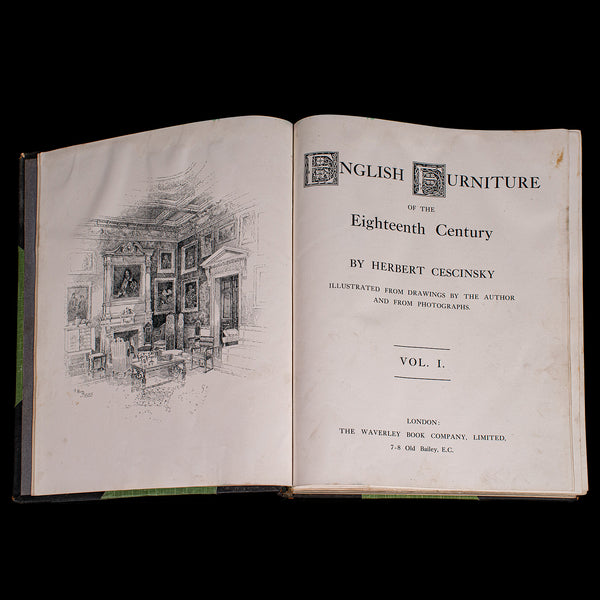 ENGLISH FURNITURE
OF THE
Eighteenth Century
BY HERBERT CESCINSKY
ILLUSTRATED FROM DRAWINGS BY THE AUTHOR
AND FROM PHOTOGRAPHS.
VOL. I.
LONDON:
THE WAVERLEY BOOK COMPANY, LIMITED,
7-8 Old Bailey, E.C.